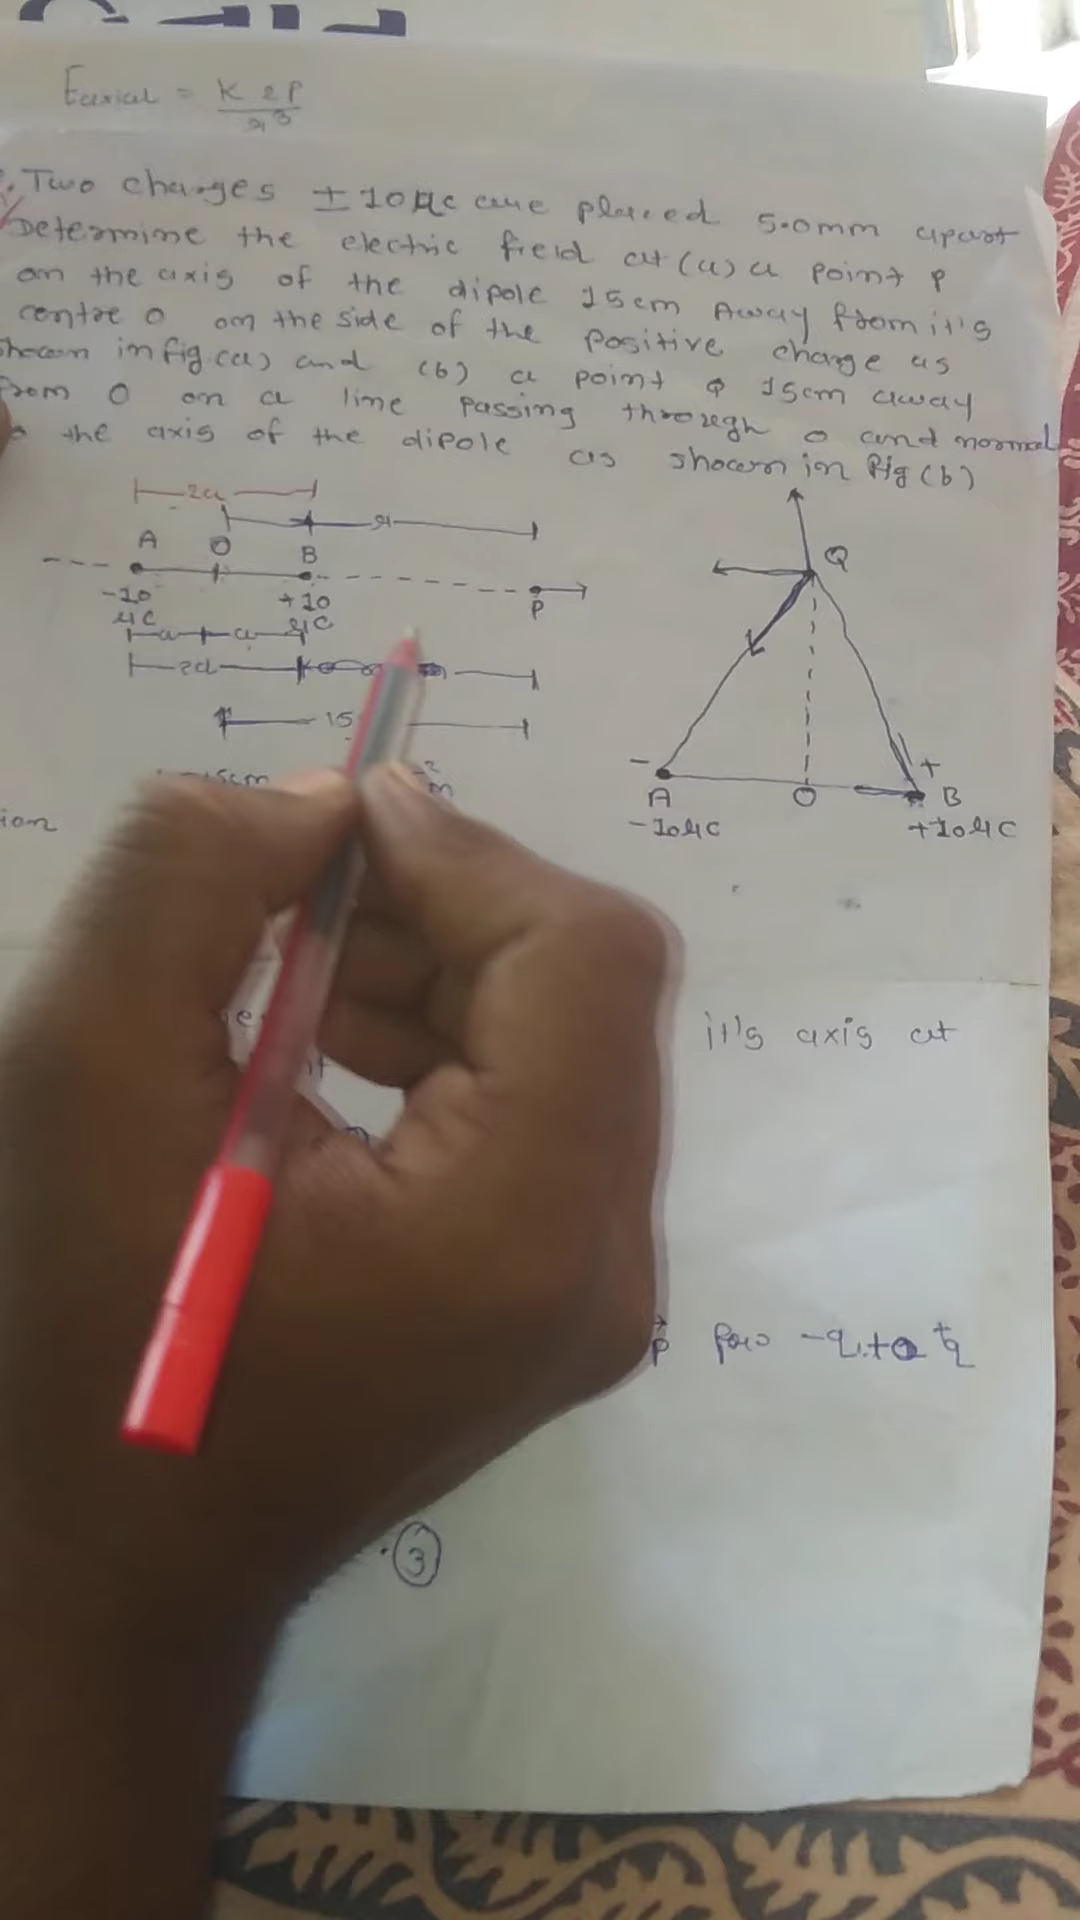 Eaxial = K 2P
r3
Two charges ±10μc are placed 5.0mm apart
Determine the electric field at (a) a point P
on the axis of the dipole 15cm Away from it's
centre O on the side of the positive charge as
shown in fig (a) and (b) a point Q 15cm away
from O on a line passing through O and normal
the axis of the dipole as shown in fig (b)
2a
r
A O B
P
-10
μC
+10
μC
a a
2a
15
Q
- +
A O B
-10μC
+10μC
cm
m
ion
it's axis at
P for -q to +q
3